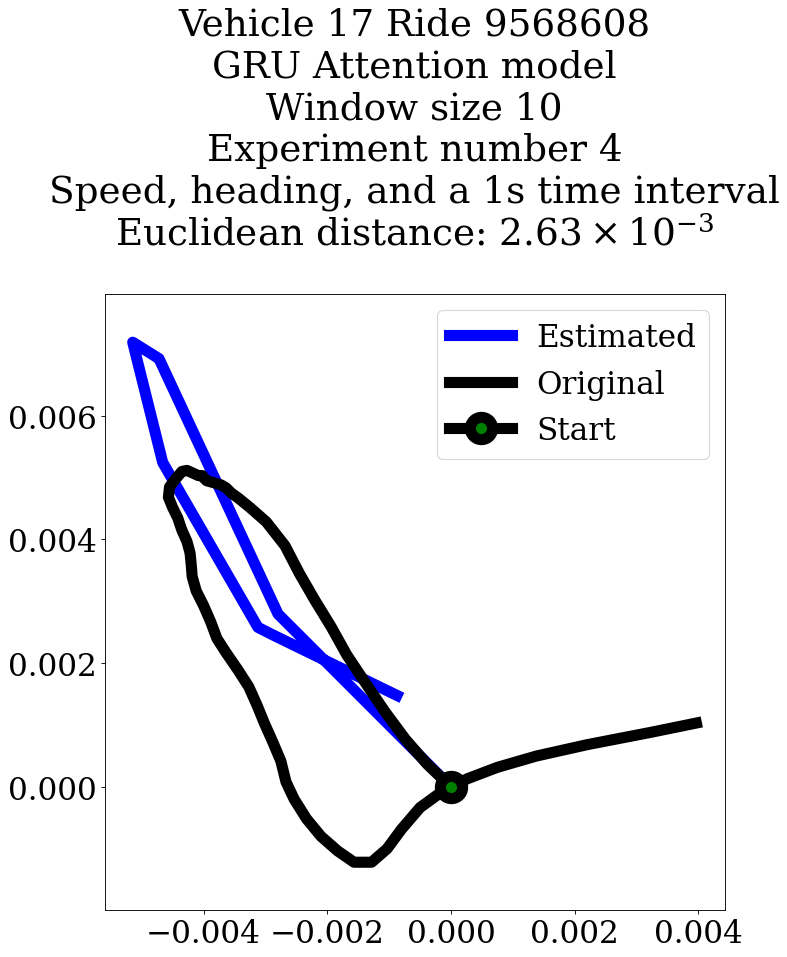 Vehicle 17 Ride 9568608
GRU Attention model
Window size 10
Experiment number 4
Speed, heading, and a 1s time interval
Euclidean distance: 2.63 × 10⁻³
Estimated
Original
Start
0.006
0.004
0.002
0.000
−0.004 −0.002 0.000 0.002 0.004